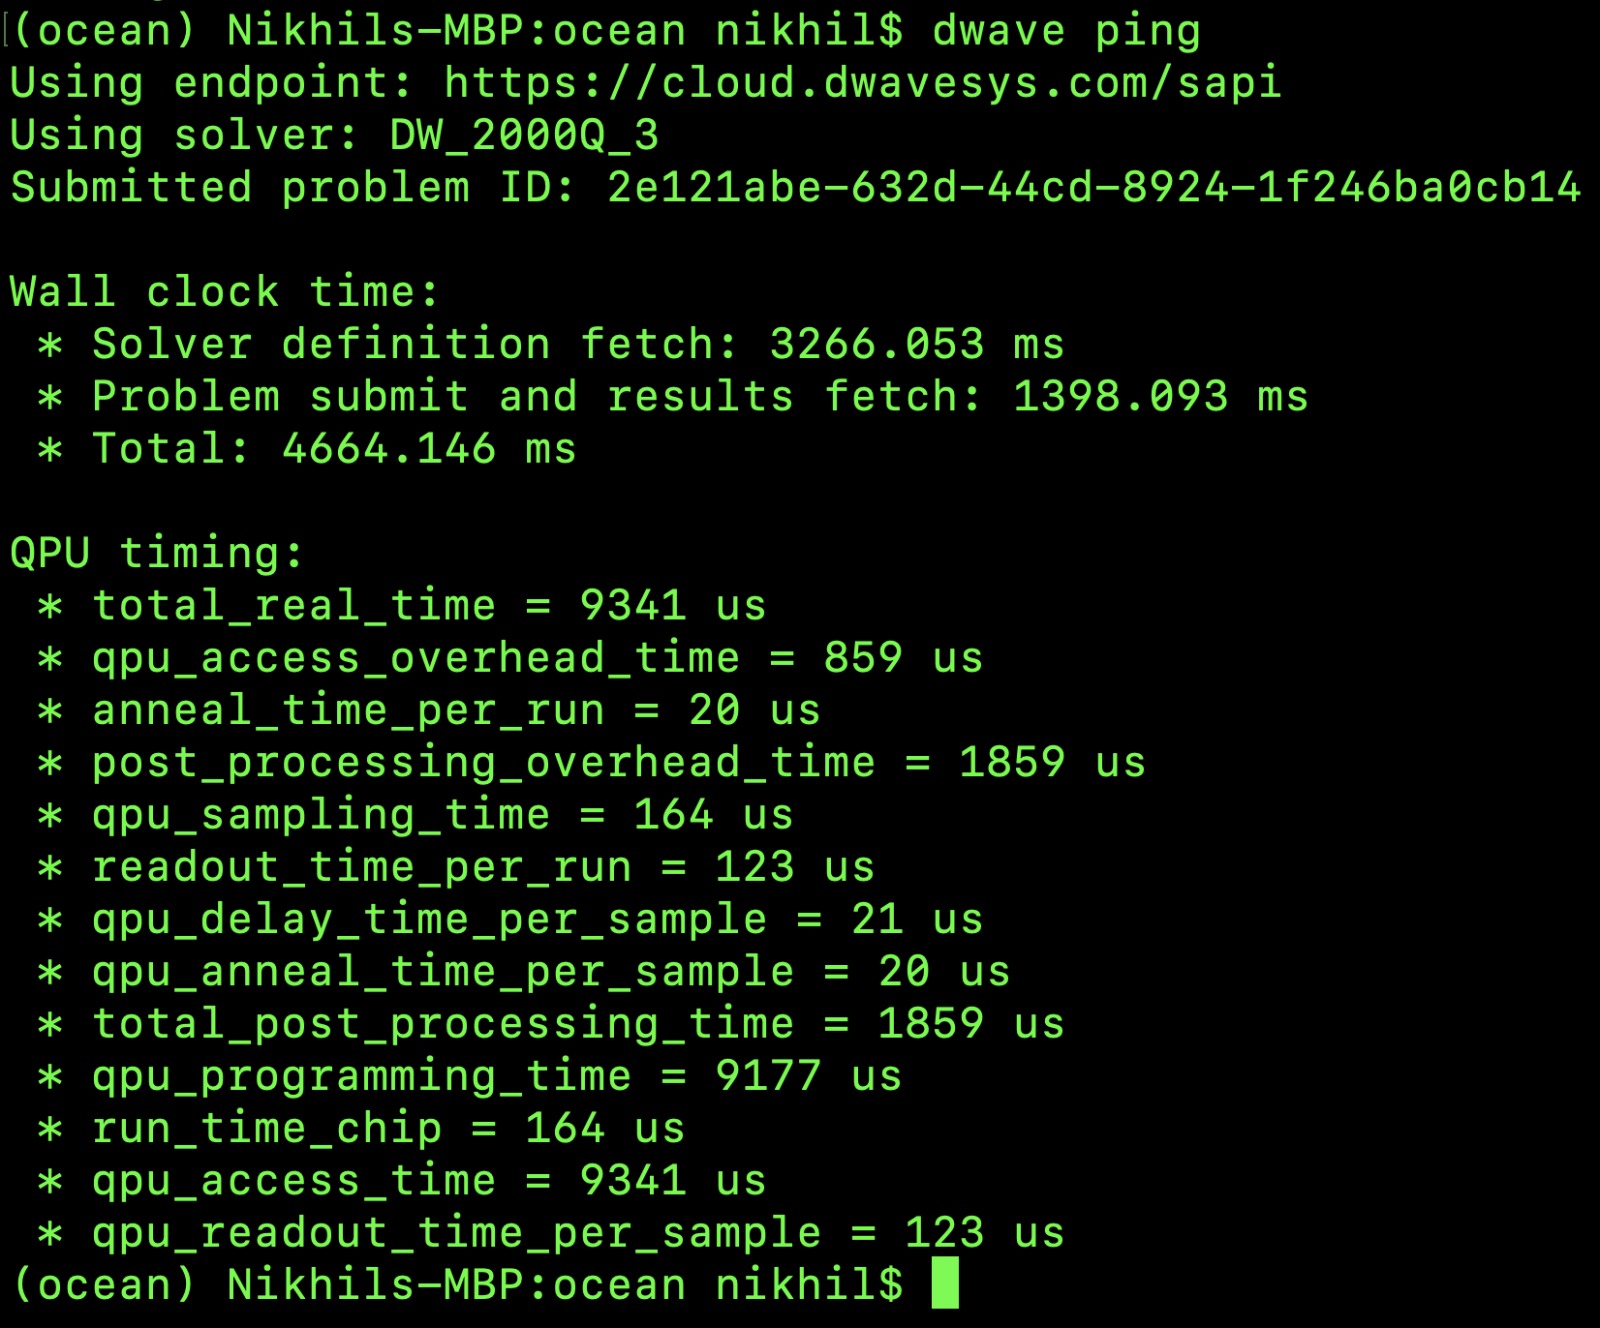 (ocean) Nikhils-MBP:ocean nikhil$ dwave ping
Using endpoint: https://cloud.dwavesys.com/sapi
Using solver: DW_2000Q_3
Submitted problem ID: 2e121abe-632d-44cd-8924-1f246ba0cb14
Wall clock time:
* Solver definition fetch: 3266.053 ms
* Problem submit and results fetch: 1398.093 ms
* Total: 4664.146 ms
QPU timing:
* total_real_time = 9341 us
* qpu_access_overhead_time = 859 us
* anneal_time_per_run = 20 us
* post_processing_overhead_time = 1859 us
* qpu_sampling_time = 164 us
* readout_time_per_run = 123 us
* qpu_delay_time_per_sample = 21 us
* qpu_anneal_time_per_sample = 20 us
* total_post_processing_time = 1859 us
* qpu_programming_time = 9177 us
* run_time_chip = 164 us
* qpu_access_time = 9341 us
* qpu_readout_time_per_sample = 123 us
(ocean) Nikhils-MBP:ocean nikhil$